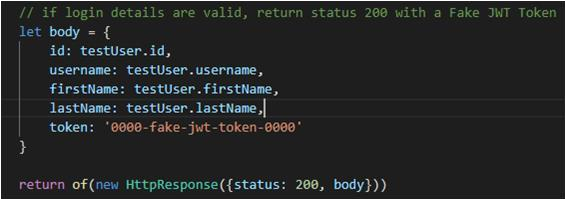 // if login details are valid, return status 200 with a Fake JWT Token
let body = {
    id: testUser.id,
    username: testUser.username,
    firstName: testUser.firstName,
    lastName: testUser.lastName,
    token: '0000-fake-jwt-token-0000'
}
return of(new HttpResponse({status: 200, body}))